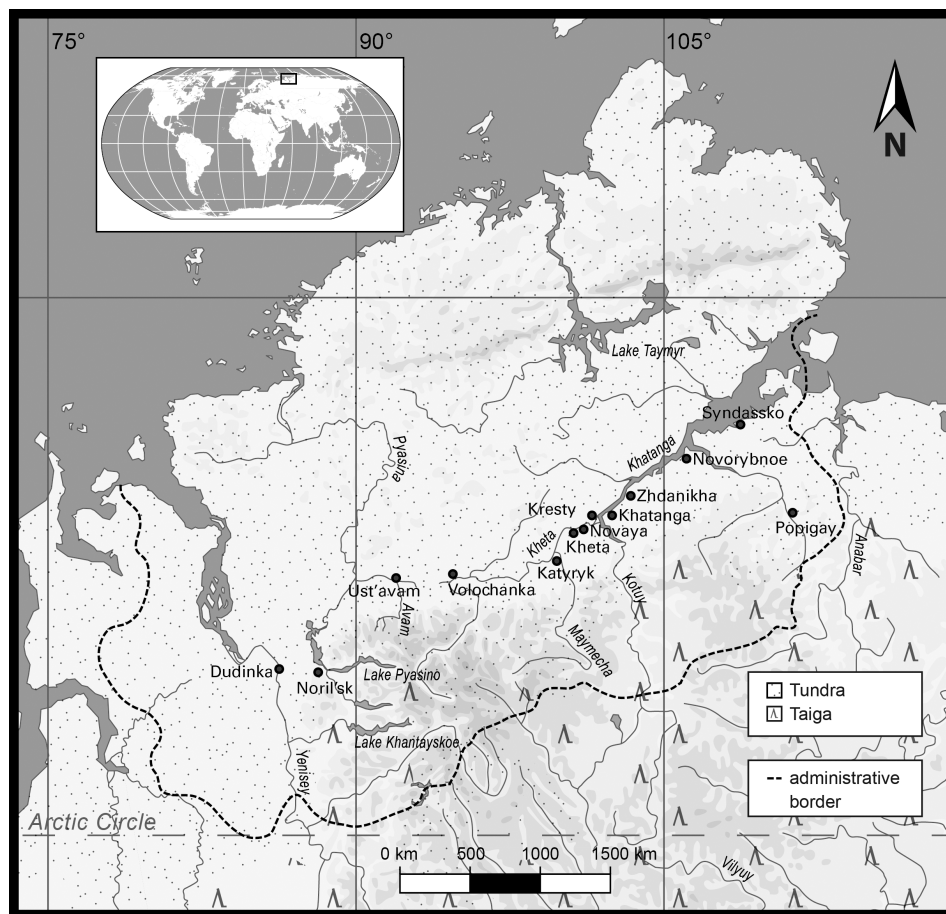 75°
90°
105°
N
Lake Taymyr
Syndassko
Pyasina
Khatanga
Novorybnoe
Zhdanikha
Kresty
Khatanga
Popigay
Novaya
Kheta
Kheta
Anabar
Katyryk
Ust'avam
Volochanka
Kotuy
Avam
Maymecha
Dudinka
Lake Pyasino
Noril'sk
Tundra
Taiga
Lake Khantayskoe
Yenisey
administrative
border
Arctic Circle
0 km 500 1000 1500 km
Vilyuy